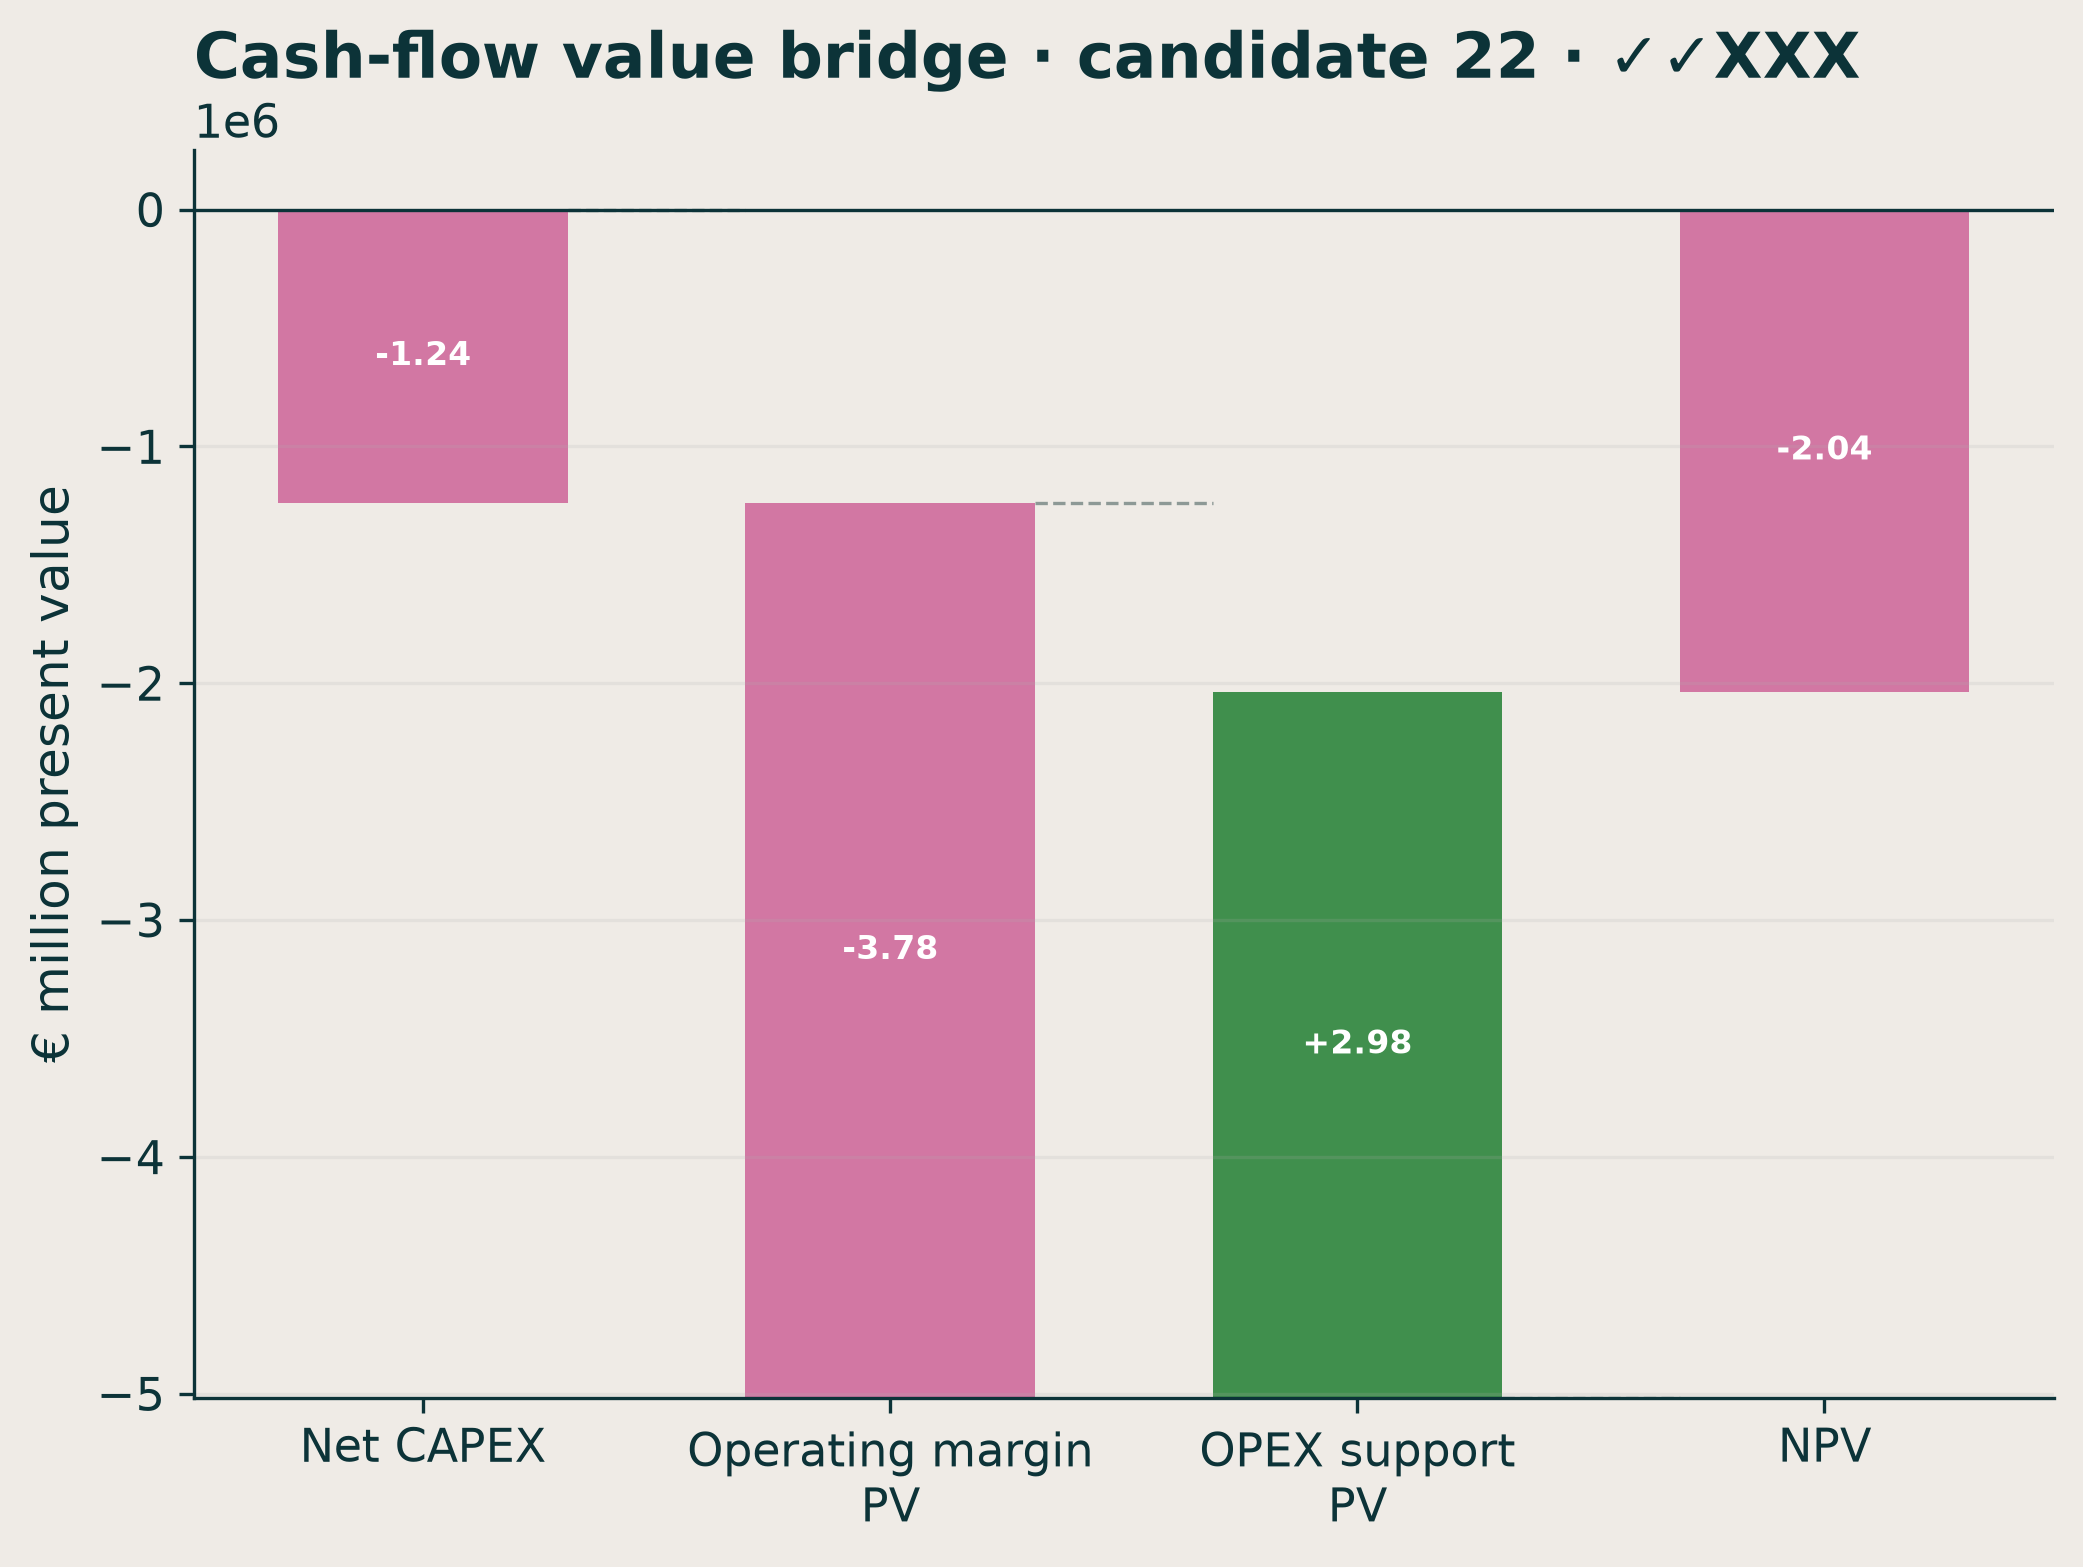 Cash-flow value bridge · candidate 22 · ✓✓XXX
1e6
0
−1
−2
−3
−4
−5
€ million present value
-1.24
-3.78
+2.98
-2.04
Net CAPEX
Operating margin
PV
OPEX support
PV
NPV